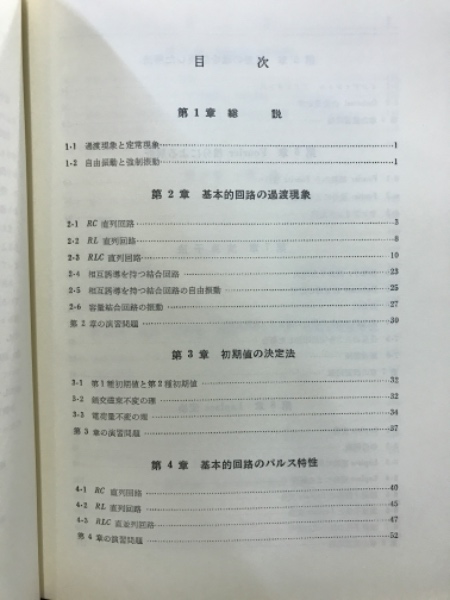 目 次
第1章 総 説
1・1 過渡現象と定常現象 1
1・2 自由振動と強制振動 1
第2章 基本的回路の過渡現象
2・1 RC 直列回路 3
2・2 RL 直列回路 8
2・3 RLC 直列回路 10
2・4 相互誘導を持つ結合回路 23
2・5 相互誘導を持つ結合回路の自由振動 25
2・6 容量結合回路の振動 27
第2章の演習問題 30
第3章 初期値の決定法
3・1 第1種初期値と第2種初期値 32
3・2 鎖交磁束不変の理 32
3・3 電荷量不変の理 34
第3章の演習問題 37
第4章 基本的回路のパルス特性
4・1 RC 直列回路 40
4・2 RL 直列回路 45
4・3 RLC 直並列回路 47
第4章の演習問題 52